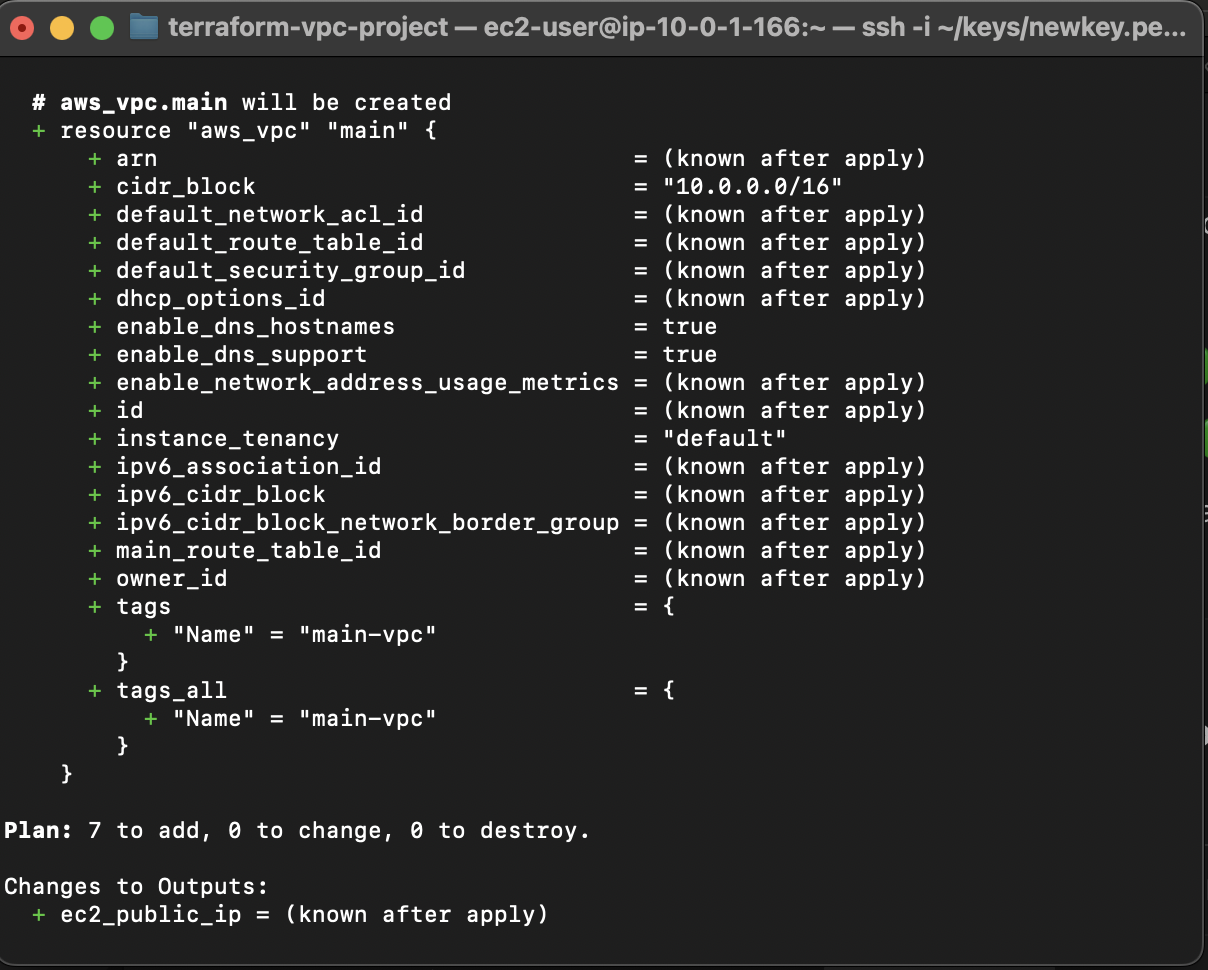 terraform-vpc-project — ec2-user@ip-10-0-1-166:~ — ssh -i ~/keys/newkey.pe...
# aws_vpc.main will be created
+ resource "aws_vpc" "main" {
+ arn = (known after apply)
+ cidr_block = "10.0.0.0/16"
+ default_network_acl_id = (known after apply)
+ default_route_table_id = (known after apply)
+ default_security_group_id = (known after apply)
+ dhcp_options_id = (known after apply)
+ enable_dns_hostnames = true
+ enable_dns_support = true
+ enable_network_address_usage_metrics = (known after apply)
+ id = (known after apply)
+ instance_tenancy = "default"
+ ipv6_association_id = (known after apply)
+ ipv6_cidr_block = (known after apply)
+ ipv6_cidr_block_network_border_group = (known after apply)
+ main_route_table_id = (known after apply)
+ owner_id = (known after apply)
+ tags = {
+ "Name" = "main-vpc"
}
+ tags_all = {
+ "Name" = "main-vpc"
}
}
Plan: 7 to add, 0 to change, 0 to destroy.
Changes to Outputs:
+ ec2_public_ip = (known after apply)